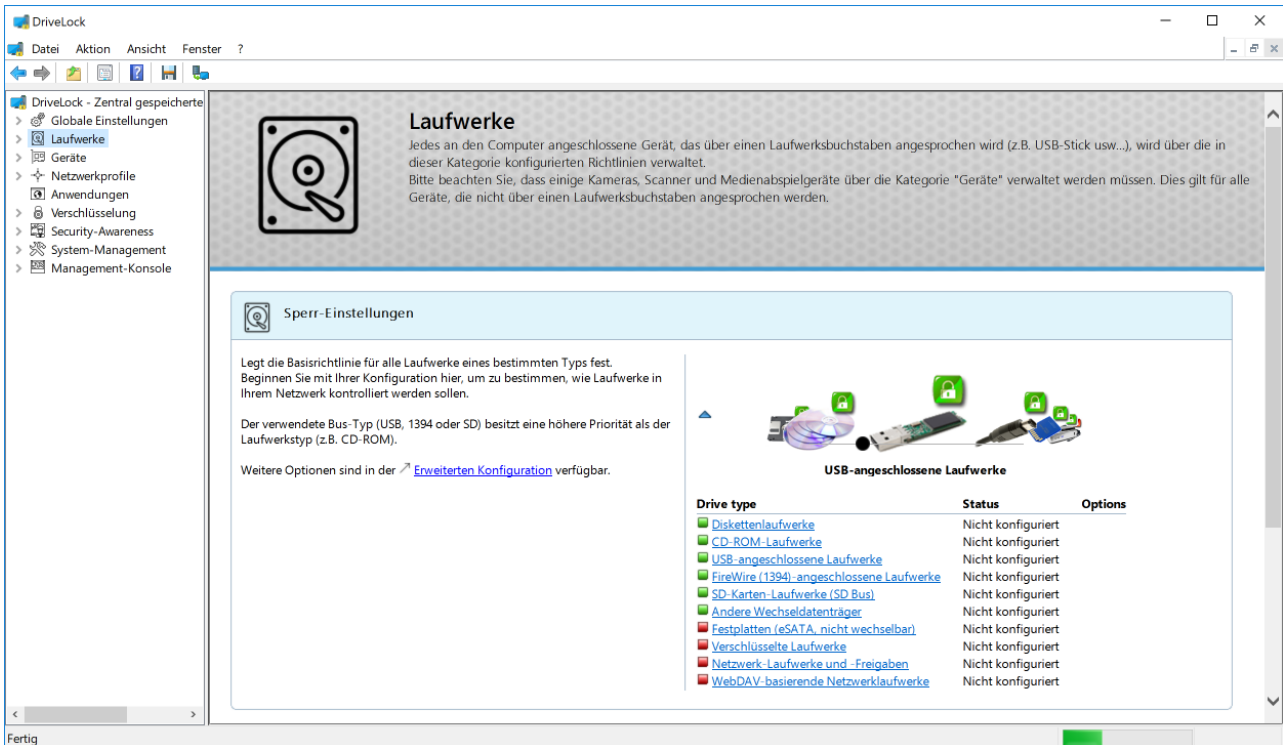 DriveLock
Datei Aktion Ansicht Fenster ?
DriveLock - Zentral gespeicherte
Globale Einstellungen
Laufwerke
Geräte
Netzwerkprofile
Anwendungen
Verschlüsselung
Security-Awareness
System-Management
Management-Konsole
Laufwerke
Jedes an den Computer angeschlossene Gerät, das über einen Laufwerksbuchstaben angesprochen wird (z.B. USB-Stick usw...), wird über die in
dieser Kategorie konfigurierten Richtlinien verwaltet.
Bitte beachten Sie, dass einige Kameras, Scanner und Medienabspielgeräte über die Kategorie "Geräte" verwaltet werden müssen. Dies gilt für alle
Geräte, die nicht über einen Laufwerksbuchstaben angesprochen werden.
Sperr-Einstellungen
Legt die Basisrichtlinie für alle Laufwerke eines bestimmten Typs fest.
Beginnen Sie mit Ihrer Konfiguration hier, um zu bestimmen, wie Laufwerke in
Ihrem Netzwerk kontrolliert werden sollen.
Der verwendete Bus-Typ (USB, 1394 oder SD) besitzt eine höhere Priorität als der
Laufwerkstyp (z.B. CD-ROM).
Weitere Optionen sind in der Erweiterten Konfiguration verfügbar.
USB-angeschlossene Laufwerke
Drive type Status Options
Diskettenlaufwerke Nicht konfiguriert
CD-ROM-Laufwerke Nicht konfiguriert
USB-angeschlossene Laufwerke Nicht konfiguriert
FireWire (1394)-angeschlossene Laufwerke Nicht konfiguriert
SD-Karten-Laufwerke (SD Bus) Nicht konfiguriert
Andere Wechseldatenträger Nicht konfiguriert
Festplatten (eSATA, nicht wechselbar) Nicht konfiguriert
Verschlüsselte Laufwerke Nicht konfiguriert
Netzwerk-Laufwerke und -Freigaben Nicht konfiguriert
WebDAV-basierende Netzwerklaufwerke Nicht konfiguriert
Fertig